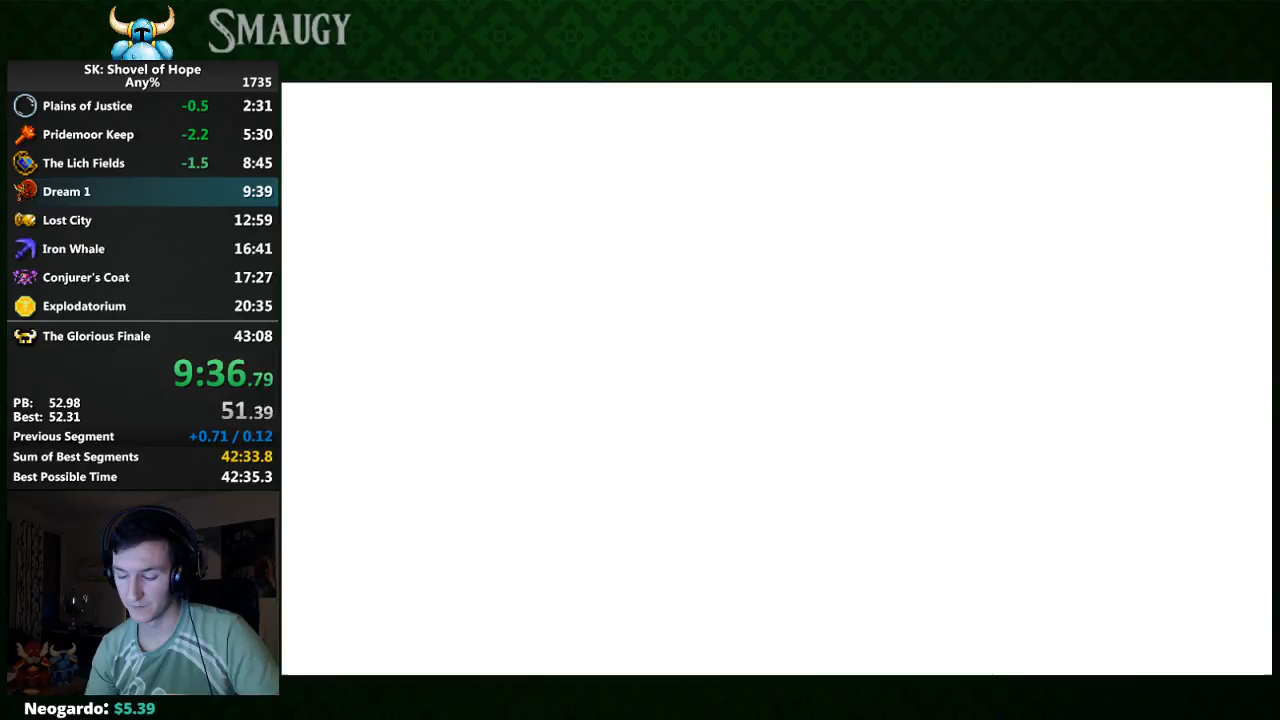 SMAUGY
SK: Shovel of Hope
Any% 1735
Plains of Justice -0.5 2:31
Pridemoor Keep -2.2 5:30
The Lich Fields -1.5 8:45
Dream 1 9:39
Lost City 12:59
Iron Whale 16:41
Conjurer's Coat 17:27
Explodatorium 20:35
The Glorious Finale 43:08
9:36.79
PB: 52.98
Best: 52.31
51.39
Previous Segment +0.71 / 0.12
Sum of Best Segments 42:33.8
Best Possible Time 42:35.3
Neogardo: $5.39